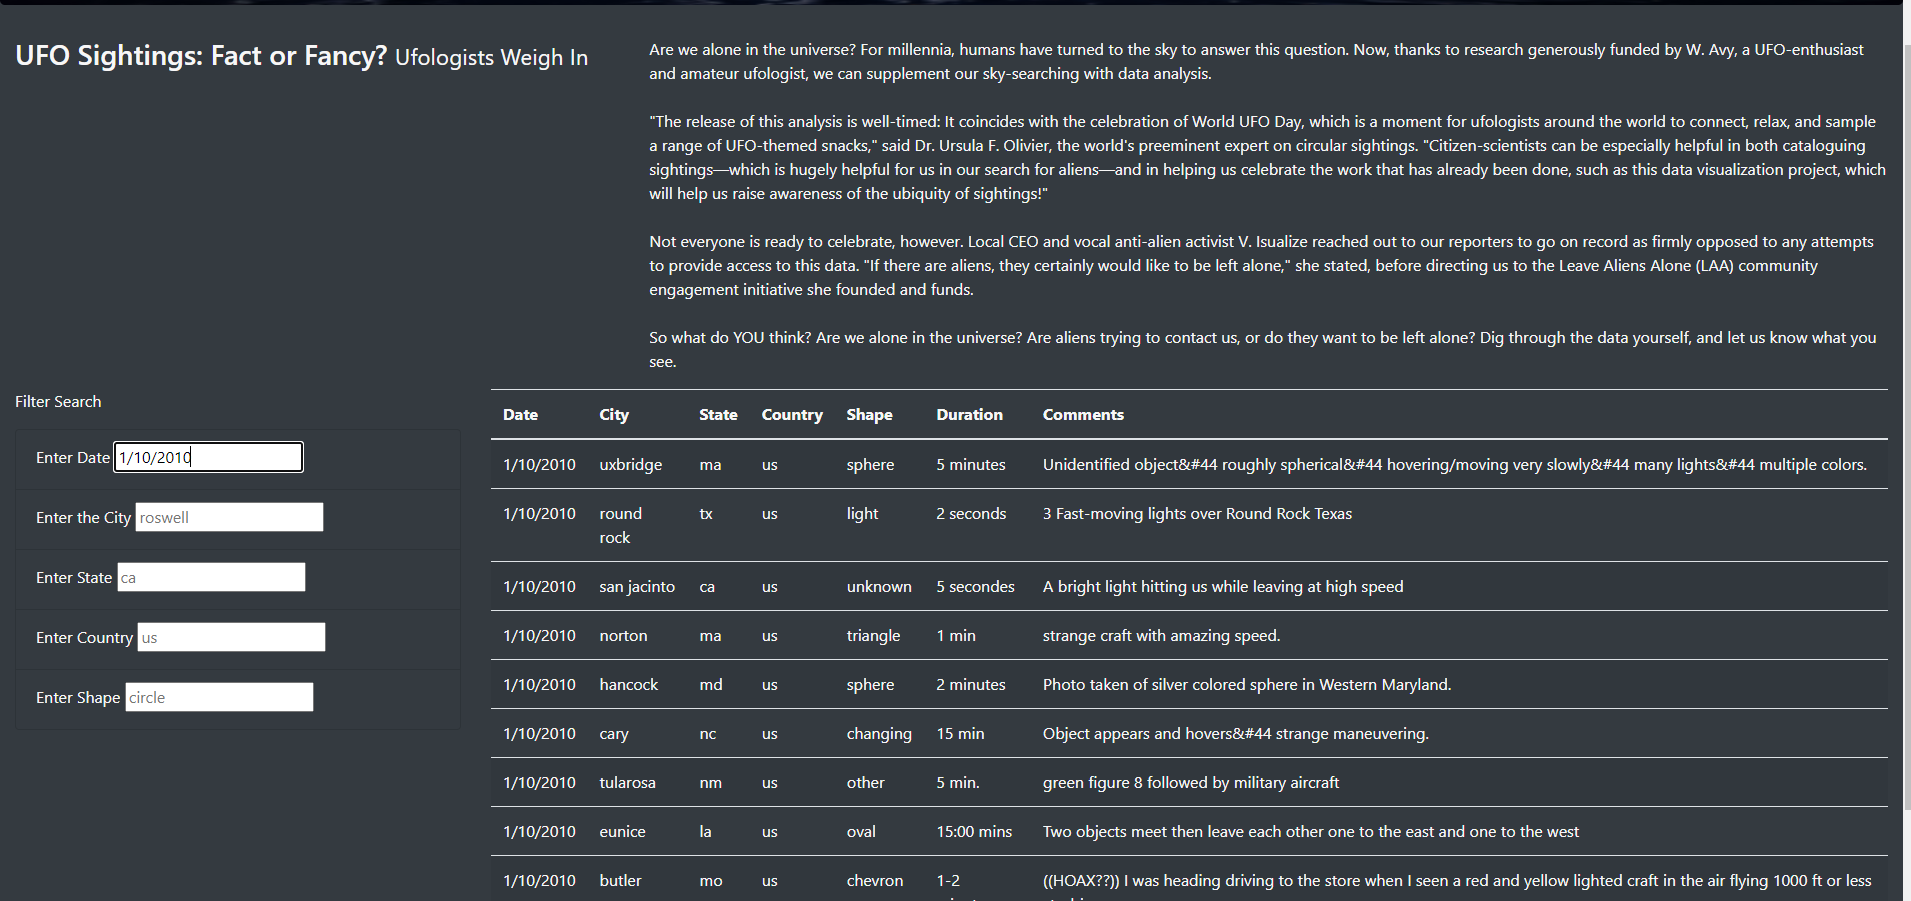 UFO Sightings: Fact or Fancy? Ufologists Weigh In
Are we alone in the universe? For millennia, humans have turned to the sky to answer this question. Now, thanks to research generously funded by W. Avy, a UFO-enthusiast
and amateur ufologist, we can supplement our sky-searching with data analysis.
"The release of this analysis is well-timed: It coincides with the celebration of World UFO Day, which is a moment for ufologists around the world to connect, relax, and sample
a range of UFO-themed snacks," said Dr. Ursula F. Olivier, the world's preeminent expert on circular sightings. "Citizen-scientists can be especially helpful in both cataloguing
sightings—which is hugely helpful for us in our search for aliens—and in helping us celebrate the work that has already been done, such as this data visualization project, which
will help us raise awareness of the ubiquity of sightings!"
Not everyone is ready to celebrate, however. Local CEO and vocal anti-alien activist V. Isualize reached out to our reporters to go on record as firmly opposed to any attempts
to provide access to this data. "If there are aliens, they certainly would like to be left alone," she stated, before directing us to the Leave Aliens Alone (LAA) community
engagement initiative she founded and funds.
So what do YOU think? Are we alone in the universe? Are aliens trying to contact us, or do they want to be left alone? Dig through the data yourself, and let us know what you
see.
Filter Search
Enter Date 1/10/2010
Enter the City roswell
Enter State ca
Enter Country us
Enter Shape circle
Date City State Country Shape Duration Comments
1/10/2010 uxbridge ma us sphere 5 minutes Unidentified object&#44 roughly spherical&#44 hovering/moving very slowly&#44 many lights&#44 multiple colors.
1/10/2010 round rock tx us light 2 seconds 3 Fast-moving lights over Round Rock Texas
1/10/2010 san jacinto ca us unknown 5 secondes A bright light hitting us while leaving at high speed
1/10/2010 norton ma us triangle 1 min strange craft with amazing speed.
1/10/2010 hancock md us sphere 2 minutes Photo taken of silver colored sphere in Western Maryland.
1/10/2010 cary nc us changing 15 min Object appears and hovers&#44 strange maneuvering.
1/10/2010 tularosa nm us other 5 min. green figure 8 followed by military aircraft
1/10/2010 eunice la us oval 15:00 mins Two objects meet then leave each other one to the east and one to the west
1/10/2010 butler mo us chevron 1-2 ((HOAX??)) I was heading driving to the store when I seen a red and yellow lighted craft in the air flying 1000 ft or less